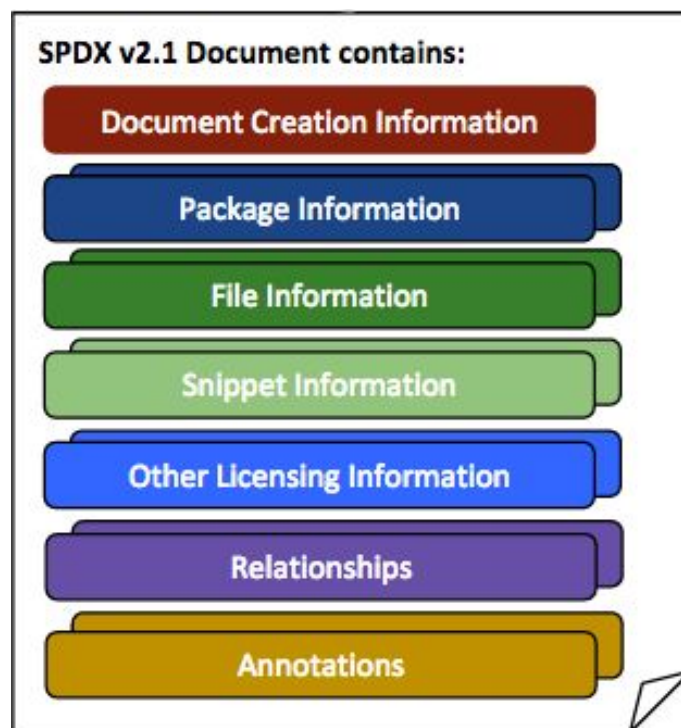 SPDX v2.1 Document contains:
Document Creation Information
Package Information
File Information
Snippet Information
Other Licensing Information
Relationships
Annotations